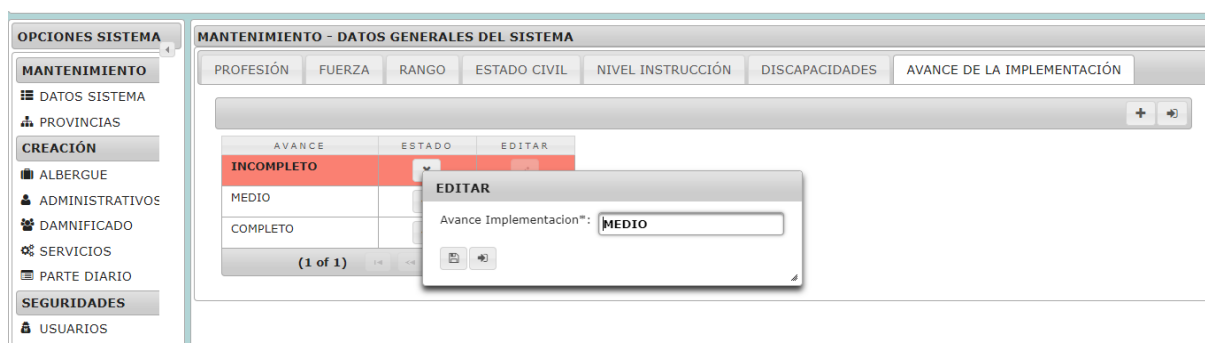 OPCIONES SISTEMA
MANTENIMIENTO
DATOS SISTEMA
PROVINCIAS
CREACIÓN
ALBERGUE
ADMINISTRATIVOS
DAMNIFICADO
SERVICIOS
PARTE DIARIO
SEGURIDADES
USUARIOS
MANTENIMIENTO - DATOS GENERALES DEL SISTEMA
PROFESIÓN FUERZA RANGO ESTADO CIVIL NIVEL INSTRUCCIÓN DISCAPACIDADES AVANCE DE LA IMPLEMENTACIÓN
AVANCE ESTADO EDITAR
INCOMPLETO
MEDIO
COMPLETO
(1 of 1)
EDITAR
Avance Implementacion*: MEDIO